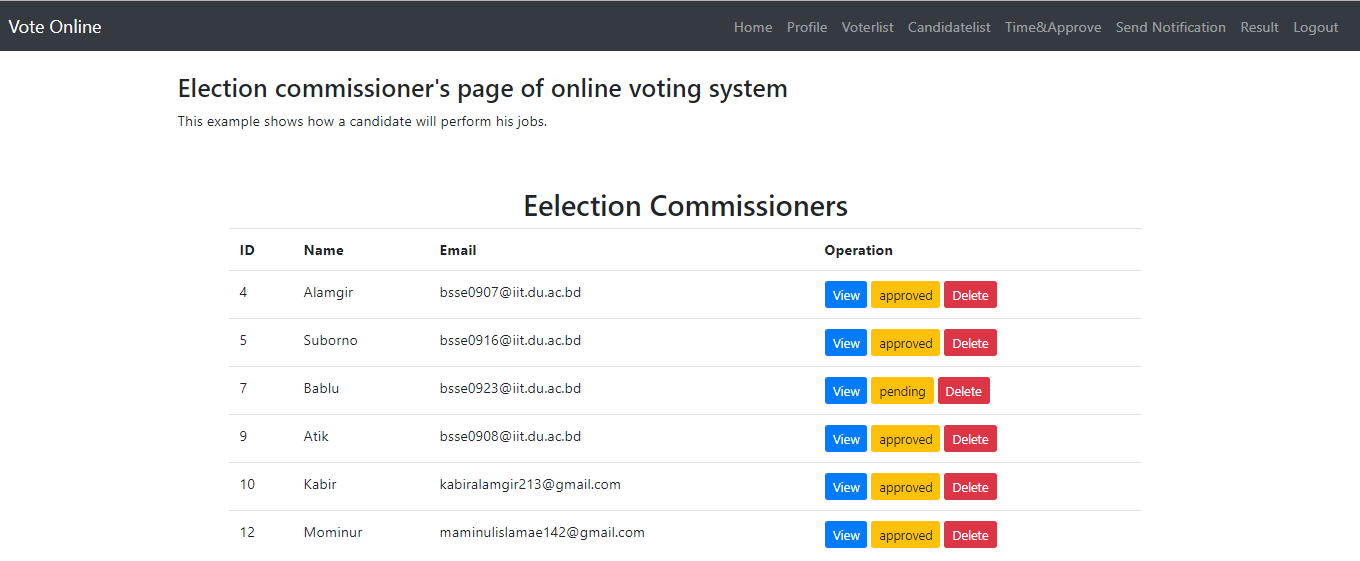 Vote Online Home Profile Voterlist Candidatelist Time&Approve Send Notification Result Logout
Election commissioner's page of online voting system
This example shows how a candidate will perform his jobs.
Eelection Commissioners
ID Name Email Operation
4 Alamgir bsse0907@iit.du.ac.bd View approved Delete
5 Suborno bsse0916@iit.du.ac.bd View approved Delete
7 Bablu bsse0923@iit.du.ac.bd View pending Delete
9 Atik bsse0908@iit.du.ac.bd View approved Delete
10 Kabir kabiralamgir213@gmail.com View approved Delete
12 Mominur maminulislamae142@gmail.com View approved Delete